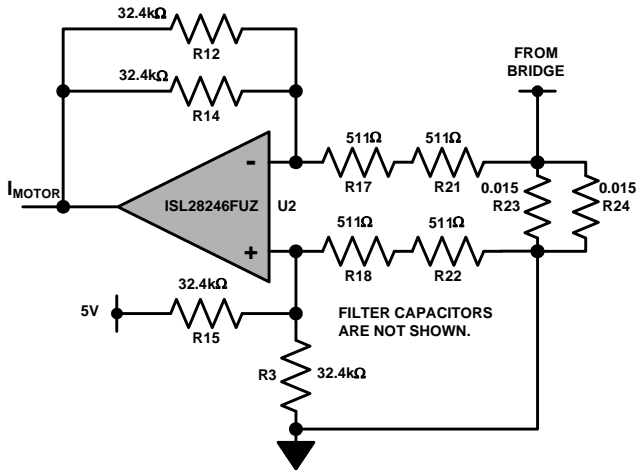 32.4kΩ
R12
32.4kΩ
R14
FROM
BRIDGE
511Ω
511Ω
R17
R21
0.015
R23
0.015
R24
-
I_MOTOR
ISL28246FUZ
U2
+
511Ω
511Ω
R18
R22
32.4kΩ
5V
R15
FILTER CAPACITORS
ARE NOT SHOWN.
R3
32.4kΩ